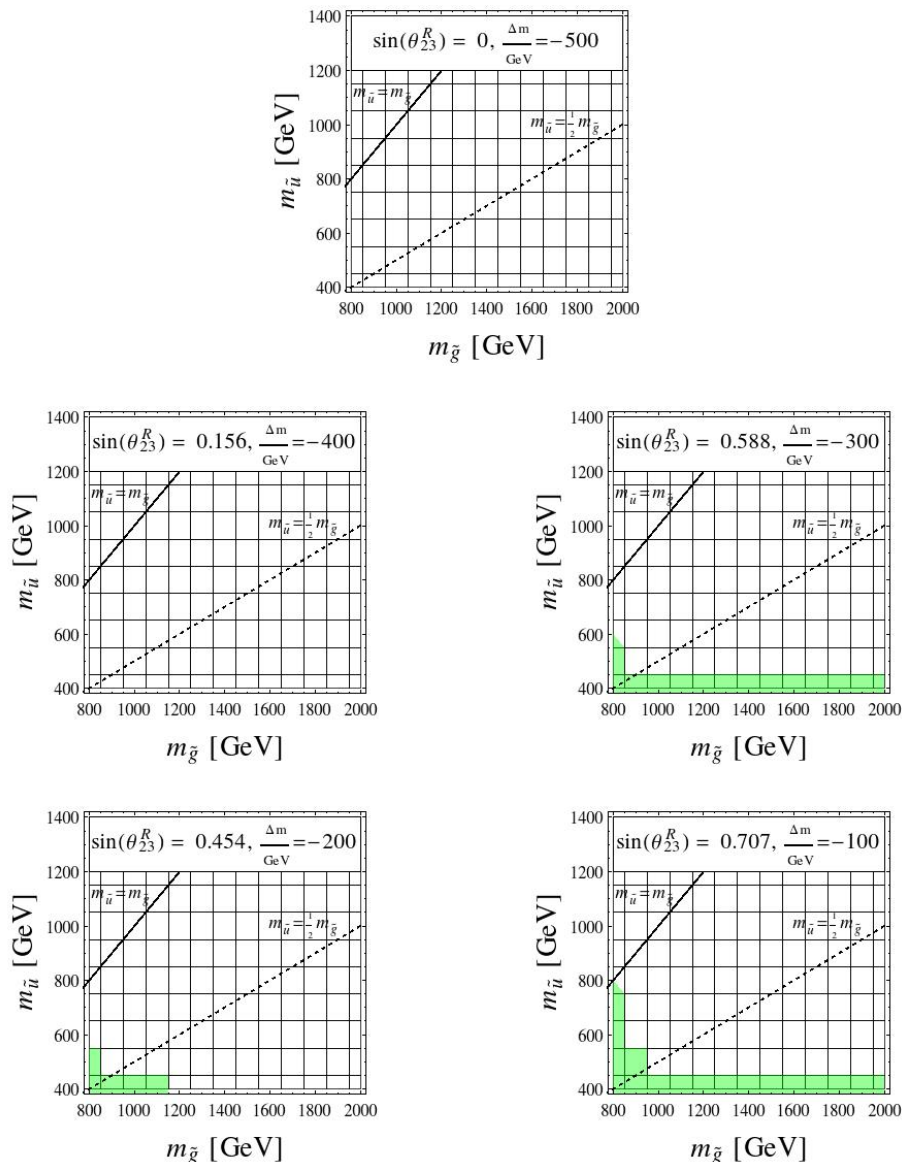 sin(θ^R_23) = 0, Δm/GeV = −500
m_ũ = m_g̃
m_ũ = 1/2 m_g̃
m_ũ [GeV]
1400
1200
1000
800
600
400
800 1000 1200 1400 1600 1800 2000
m_g̃ [GeV]
sin(θ^R_23) = 0.156, Δm/GeV = −400
m_ũ = m_g̃
m_ũ = 1/2 m_g̃
m_ũ [GeV]
1400
1200
1000
800
600
400
800 1000 1200 1400 1600 1800 2000
m_g̃ [GeV]
sin(θ^R_23) = 0.588, Δm/GeV = −300
m_ũ = m_g̃
m_ũ = 1/2 m_g̃
m_ũ [GeV]
1400
1200
1000
800
600
400
800 1000 1200 1400 1600 1800 2000
m_g̃ [GeV]
sin(θ^R_23) = 0.454, Δm/GeV = −200
m_ũ = m_g̃
m_ũ = 1/2 m_g̃
m_ũ [GeV]
1400
1200
1000
800
600
400
800 1000 1200 1400 1600 1800 2000
m_g̃ [GeV]
sin(θ^R_23) = 0.707, Δm/GeV = −100
m_ũ = m_g̃
m_ũ = 1/2 m_g̃
m_ũ [GeV]
1400
1200
1000
800
600
400
800 1000 1200 1400 1600 1800 2000
m_g̃ [GeV]